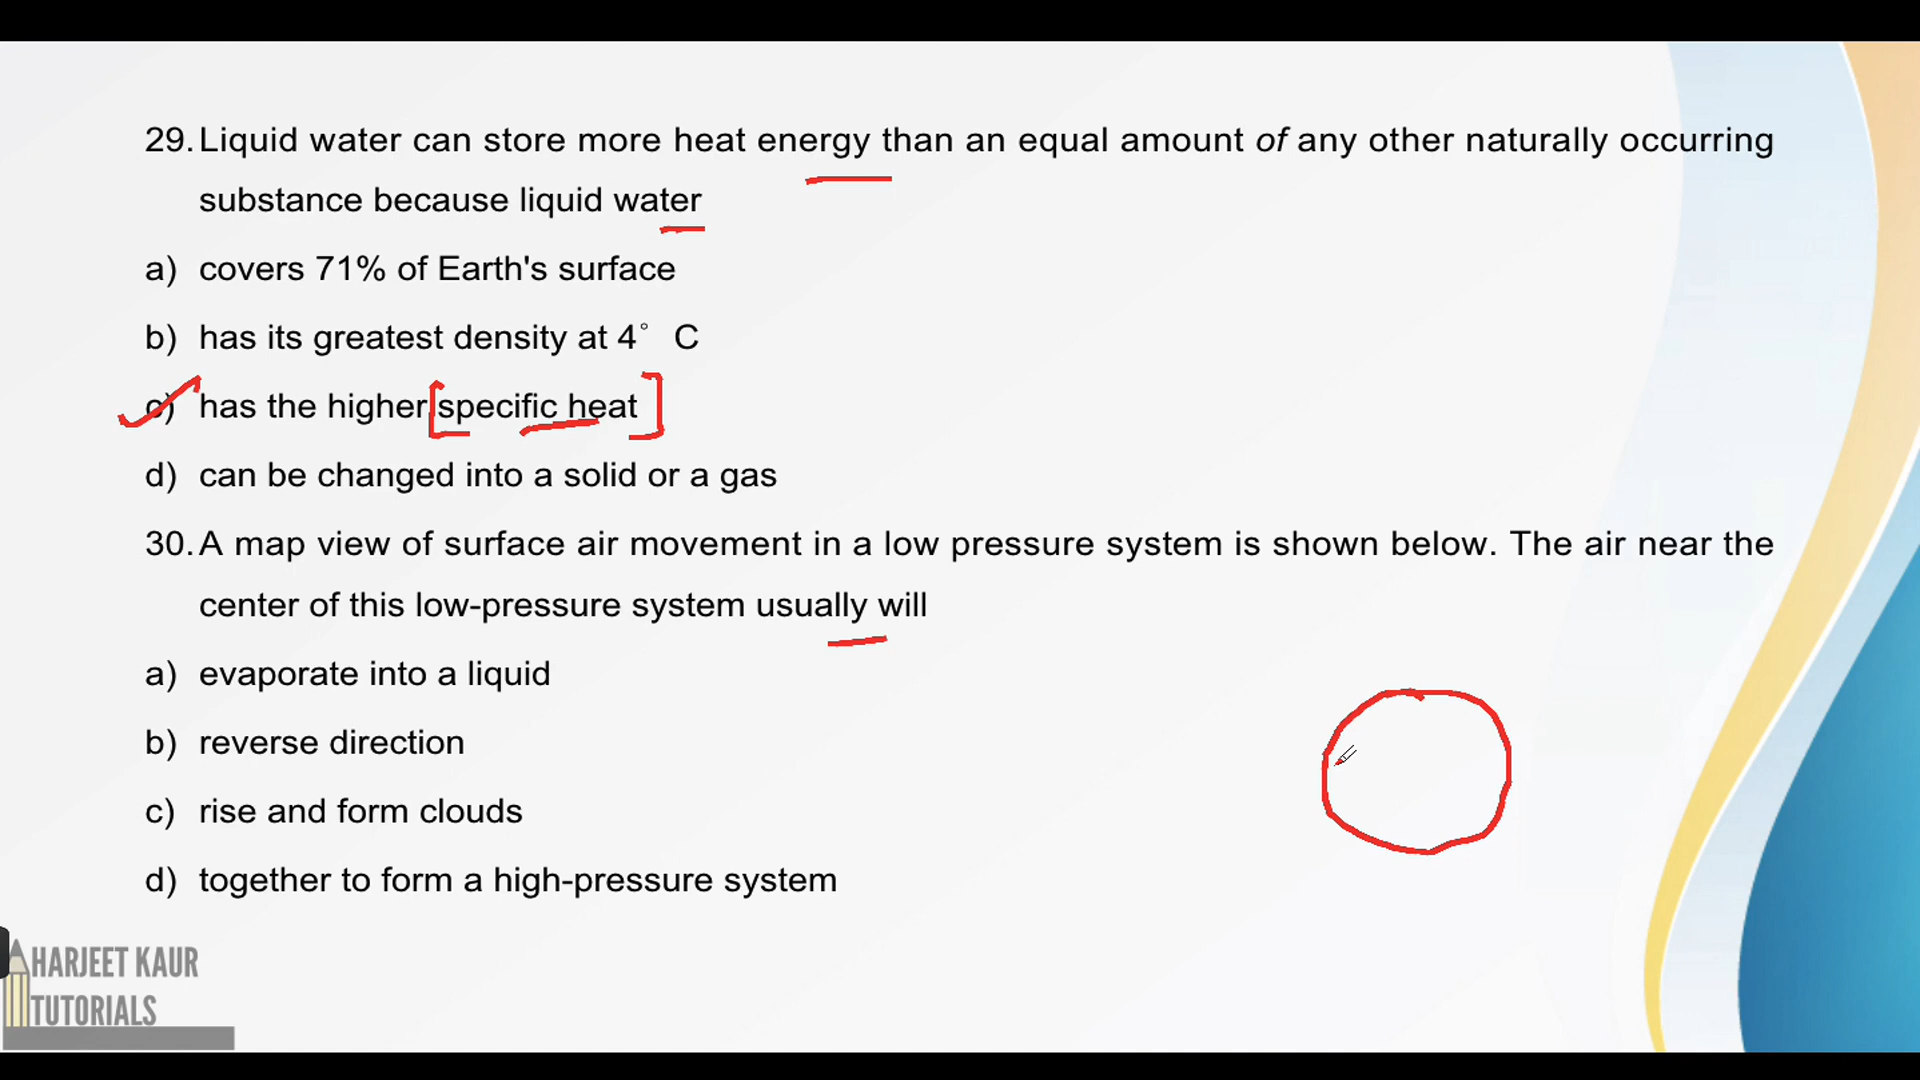 29. Liquid water can store more heat energy than an equal amount of any other naturally occurring
substance because liquid water
a) covers 71% of Earth's surface
b) has its greatest density at 4° C
c) has the higher specific heat
d) can be changed into a solid or a gas
30. A map view of surface air movement in a low pressure system is shown below. The air near the
center of this low-pressure system usually will
a) evaporate into a liquid
b) reverse direction
c) rise and form clouds
d) together to form a high-pressure system
HARJEET KAUR
TUTORIALS